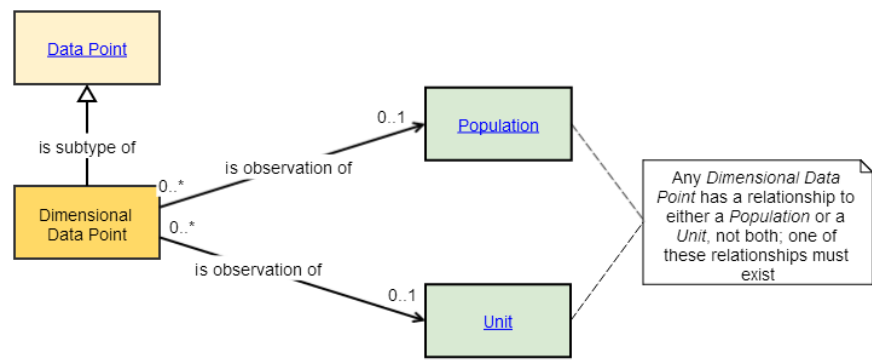 Data Point
is subtype of
Dimensional
Data Point
0..*
0..*
is observation of
is observation of
0..1
0..1
Population
Unit
Any Dimensional Data
Point has a relationship to
either a Population or a
Unit, not both; one of
these relationships must
exist